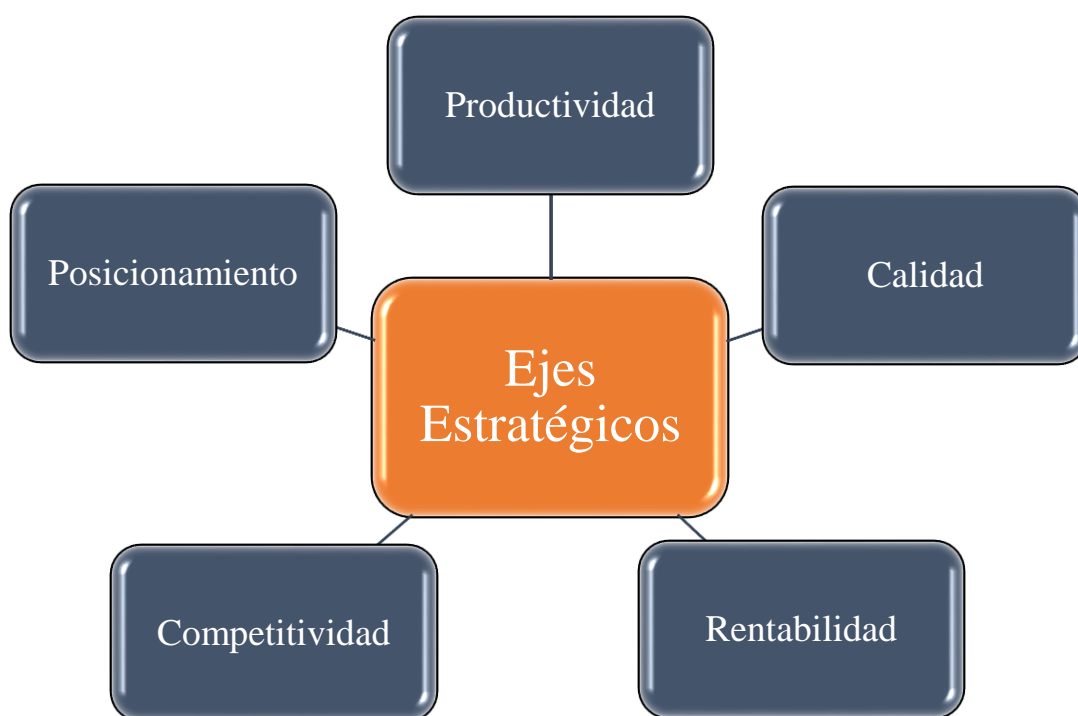 Productividad
Posicionamiento
Calidad
Ejes
Estratégicos
Competitividad
Rentabilidad